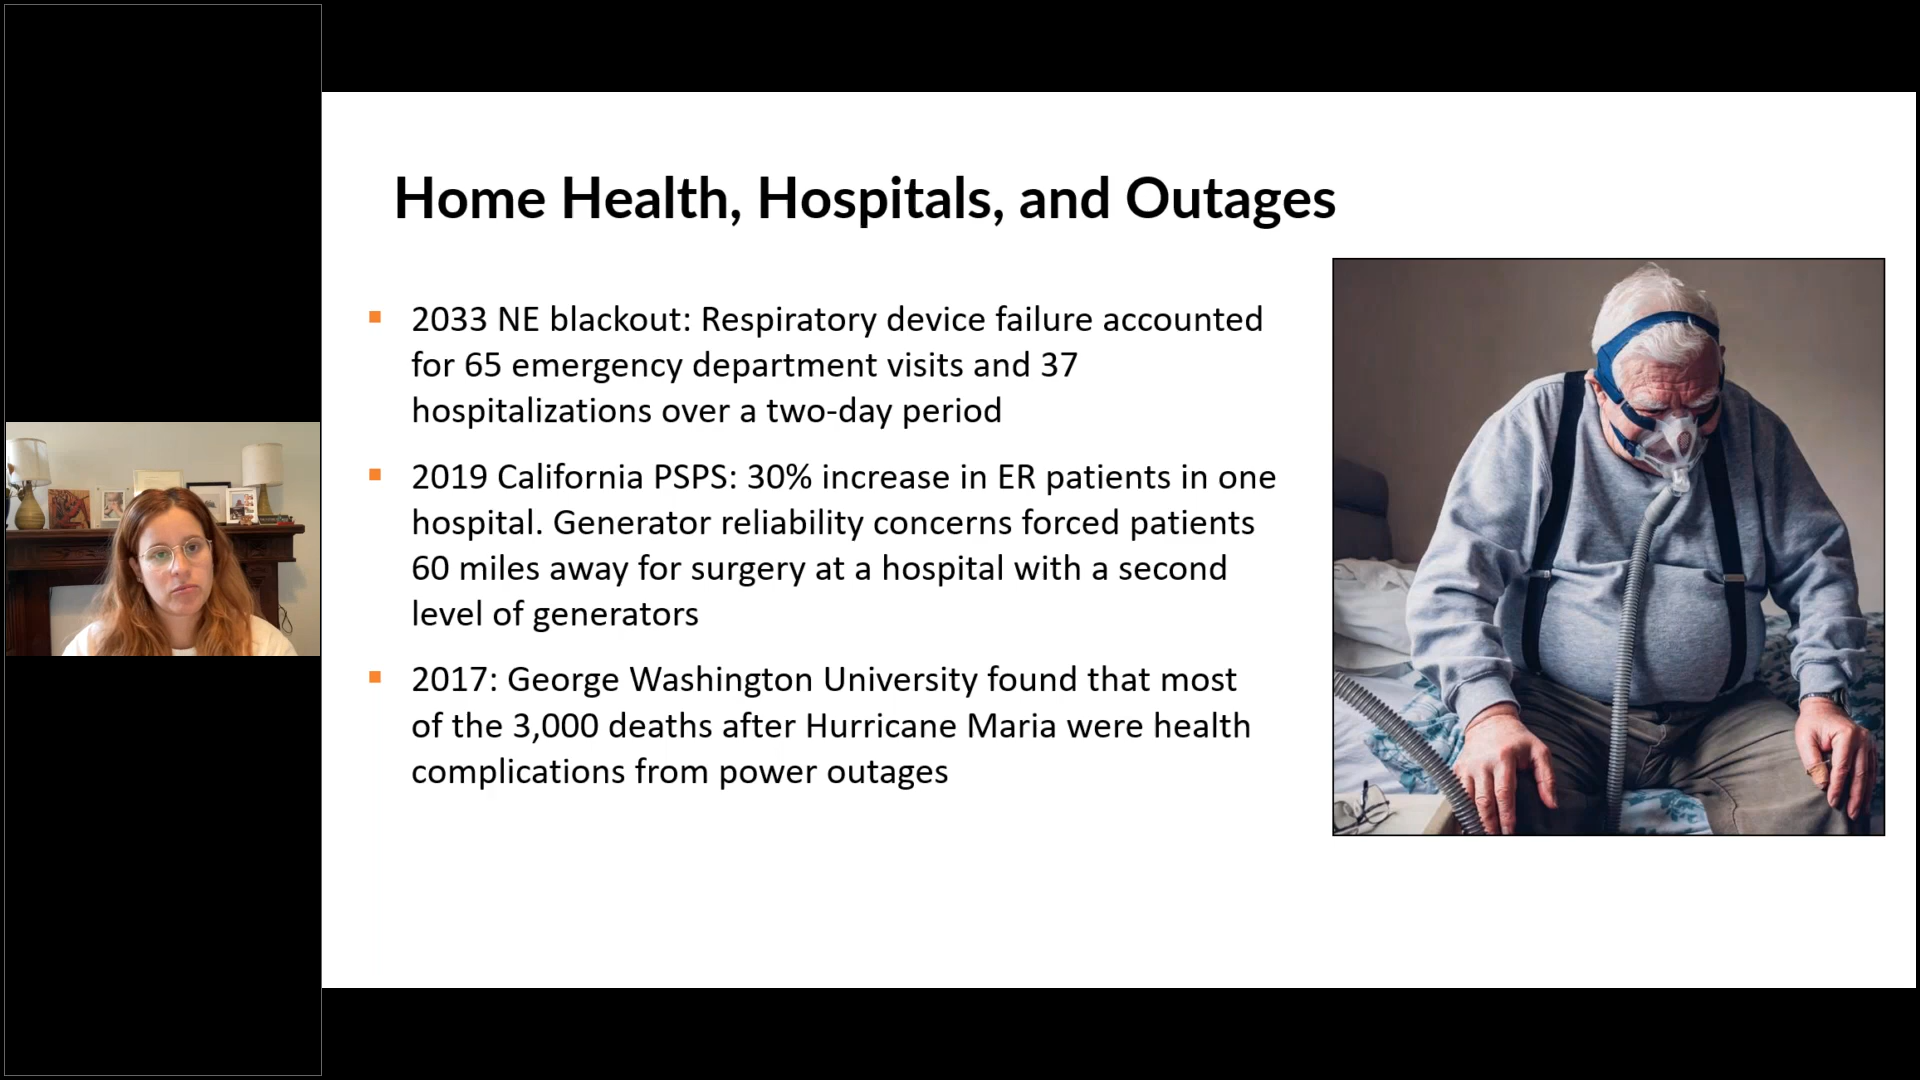 Home Health, Hospitals, and Outages
2033 NE blackout: Respiratory device failure accounted
for 65 emergency department visits and 37
hospitalizations over a two-day period
2019 California PSPS: 30% increase in ER patients in one
hospital. Generator reliability concerns forced patients
60 miles away for surgery at a hospital with a second
level of generators
2017: George Washington University found that most
of the 3,000 deaths after Hurricane Maria were health
complications from power outages